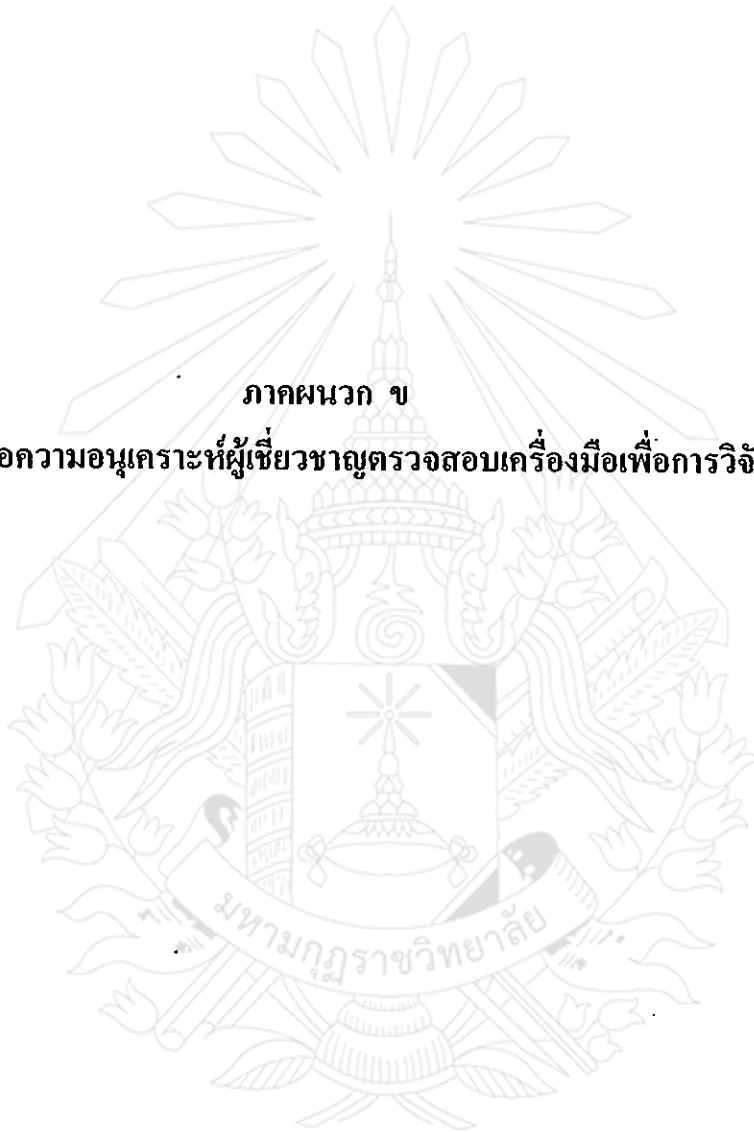 ภาคผนวก ข
อความอนุเคราะห์ผู้เชี่ยวชาญตรวจสอบเครื่องมือเพื่อการวิจั
มหามกุฏราชวิทยาลัย